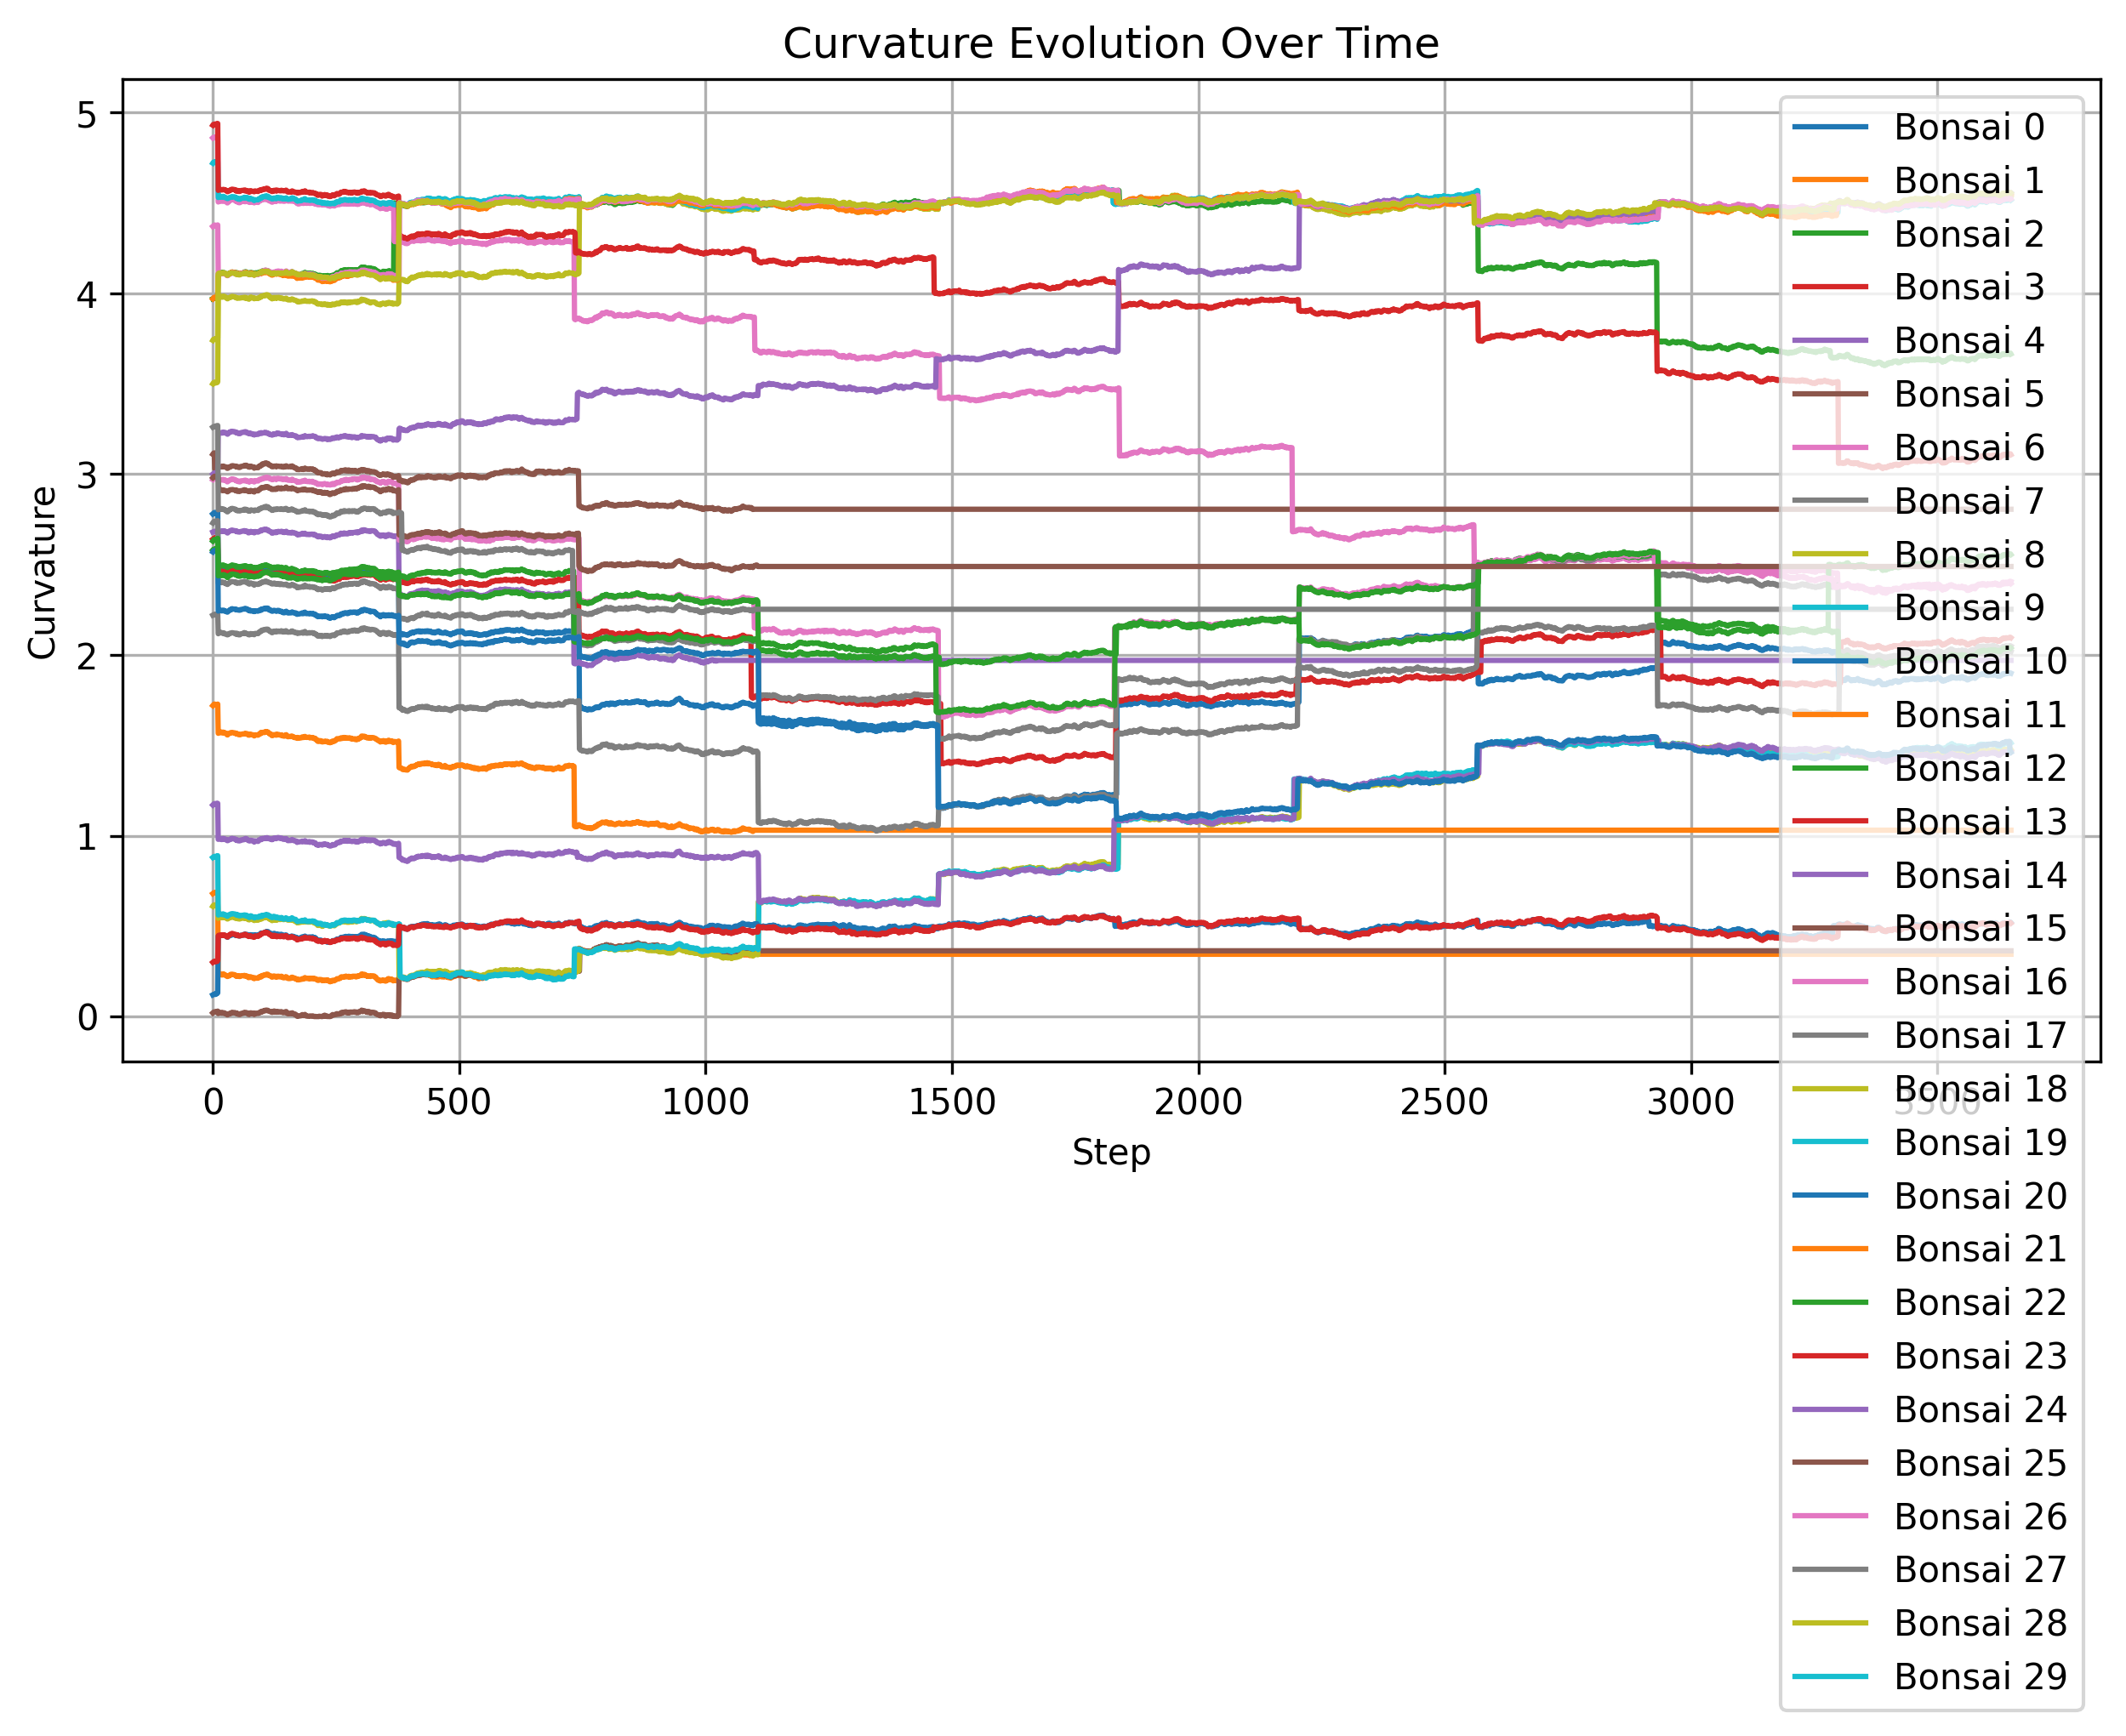 Curvature Evolution Over Time
5
4
3
2
1
0
Curvature
0
500
1000
1500
2000
2500
3000
3500
Step
Bonsai 0
Bonsai 1
Bonsai 2
Bonsai 3
Bonsai 4
Bonsai 5
Bonsai 6
Bonsai 7
Bonsai 8
Bonsai 9
Bonsai 10
Bonsai 11
Bonsai 12
Bonsai 13
Bonsai 14
Bonsai 15
Bonsai 16
Bonsai 17
Bonsai 18
Bonsai 19
Bonsai 20
Bonsai 21
Bonsai 22
Bonsai 23
Bonsai 24
Bonsai 25
Bonsai 26
Bonsai 27
Bonsai 28
Bonsai 29